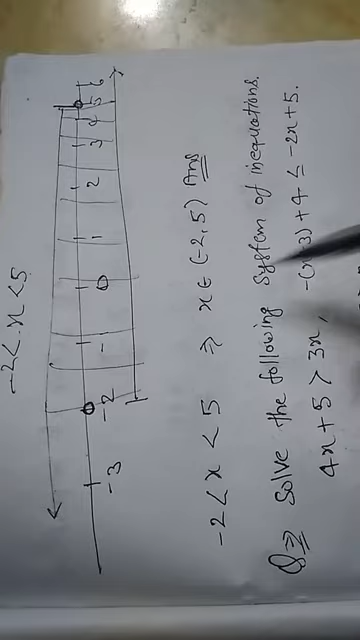 -2 < x < 5
-3 -2 -1 0 1 2 3 4 5 6
-2 < x < 5 ⇒ x ∈ (-2, 5) Ans
Q⇒ Solve the following system of inequations.
4x + 5 > 3x, -(x-3) + 4 ≤ -2x + 5.